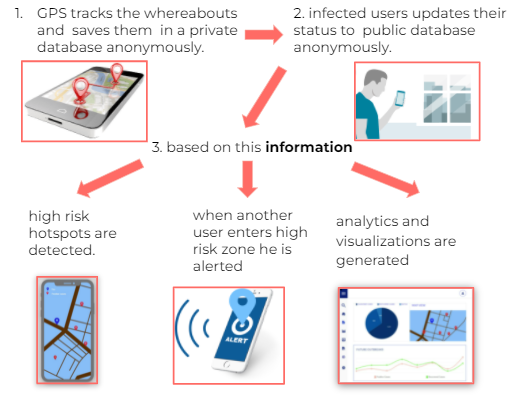 1. GPS tracks the whereabouts
and saves them in a private
database anonymously.
2. infected users updates their
status to public database
anonymously.
3. based on this information
high risk
hotspots are
detected.
when another
user enters high
risk zone he is
alerted
analytics and
visualizations are
generated
ALERT